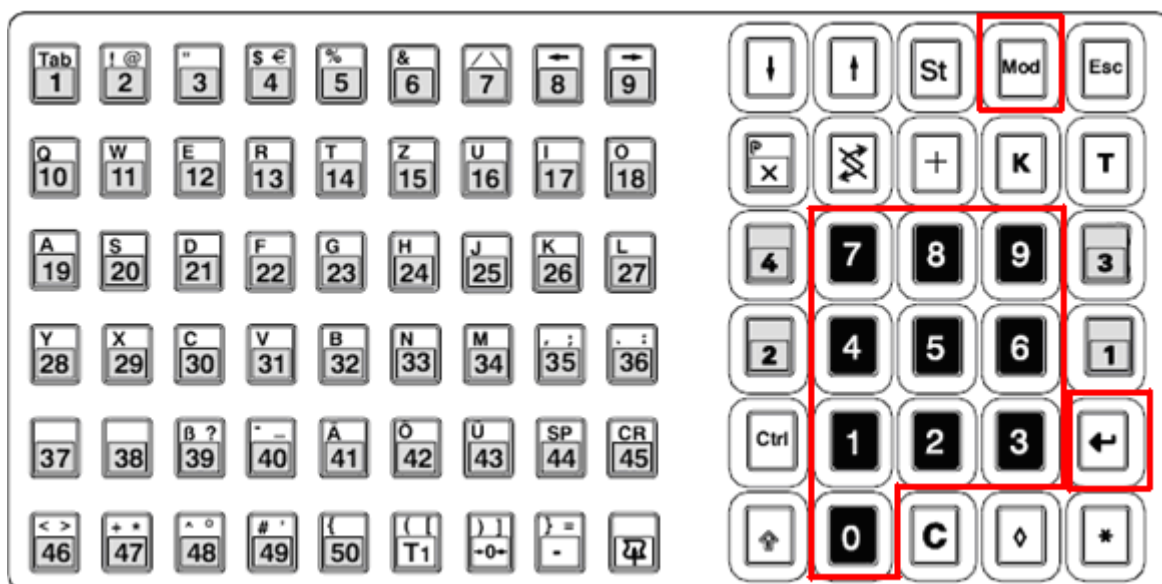 Tab ! @ " $ € % & / \ ← →
1 2 3 4 5 6 7 8 9
↓ ↑ St Mod Esc
Q W E R T Z U I O
10 11 12 13 14 15 16 17 18
P × + K T
A S D F G H J K L
19 20 21 22 23 24 25 26 27
4 7 8 9 3
Y X C V B N M , ; . :
28 29 30 31 32 33 34 35 36
2 4 5 6 1
ß ? - _ Ä Ö Ü SP CR
37 38 39 40 41 42 43 44 45
Ctrl 1 2 3 ↵
< > + * ^ ° # ' { ( [ ) ] } =
46 47 48 49 50 T1 →0← -
0 C ◊ *